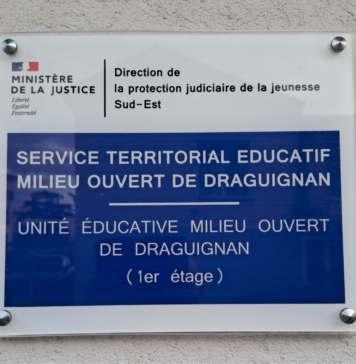 MINISTÈRE
DE LA JUSTICE
Liberté
Égalité
Fraternité
Direction de
la protection judiciaire de la jeunesse
Sud-Est
SERVICE TERRITORIAL EDUCATIF
MILIEU OUVERT DE DRAGUIGNAN
UNITÉ ÉDUCATIVE MILIEU OUVERT
DE DRAGUIGNAN
(1er étage)